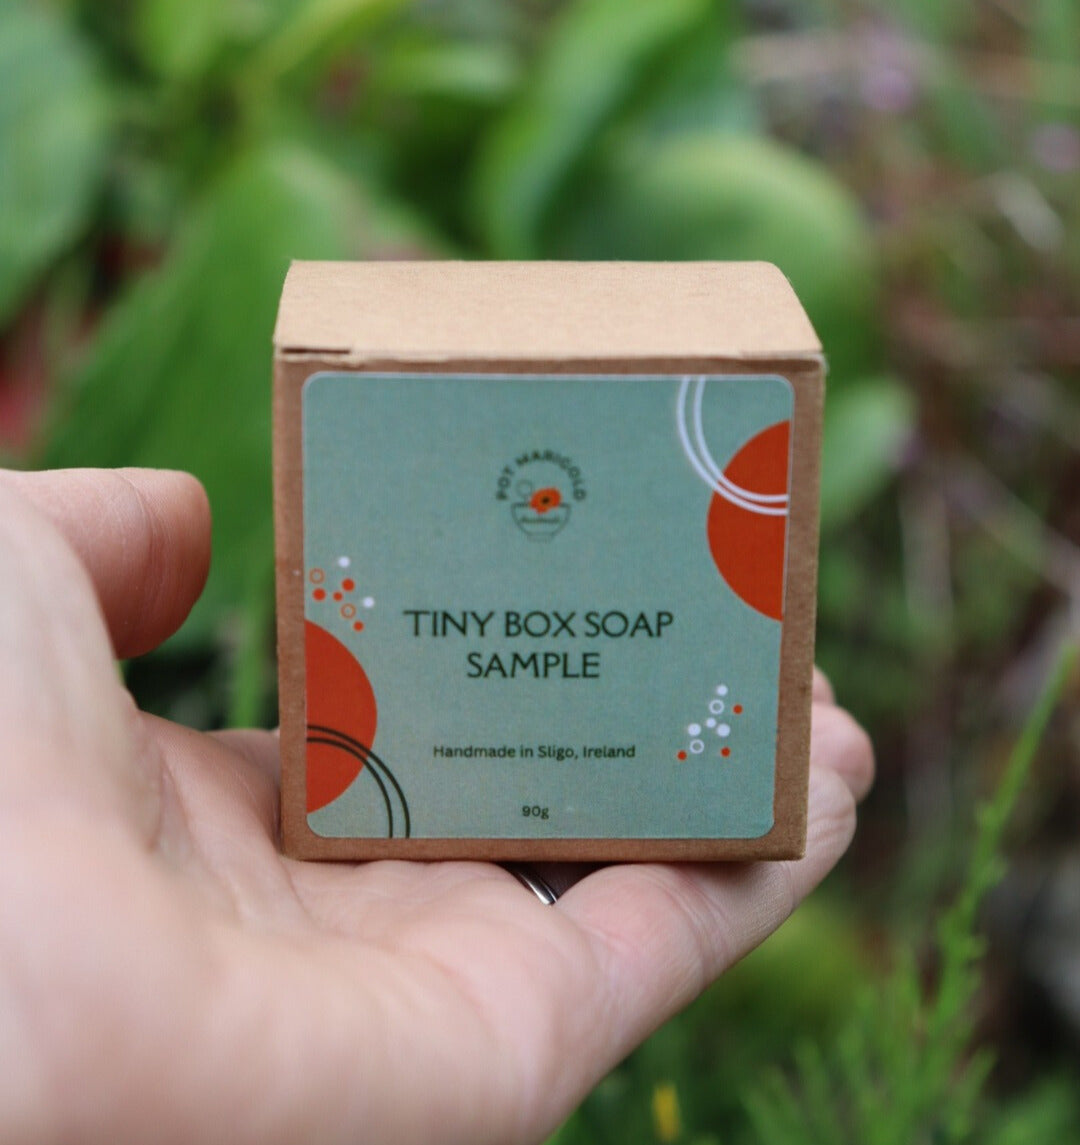 POT MARIGOLD
TINY BOX SOAP
SAMPLE
Handmade in Sligo, Ireland
90g